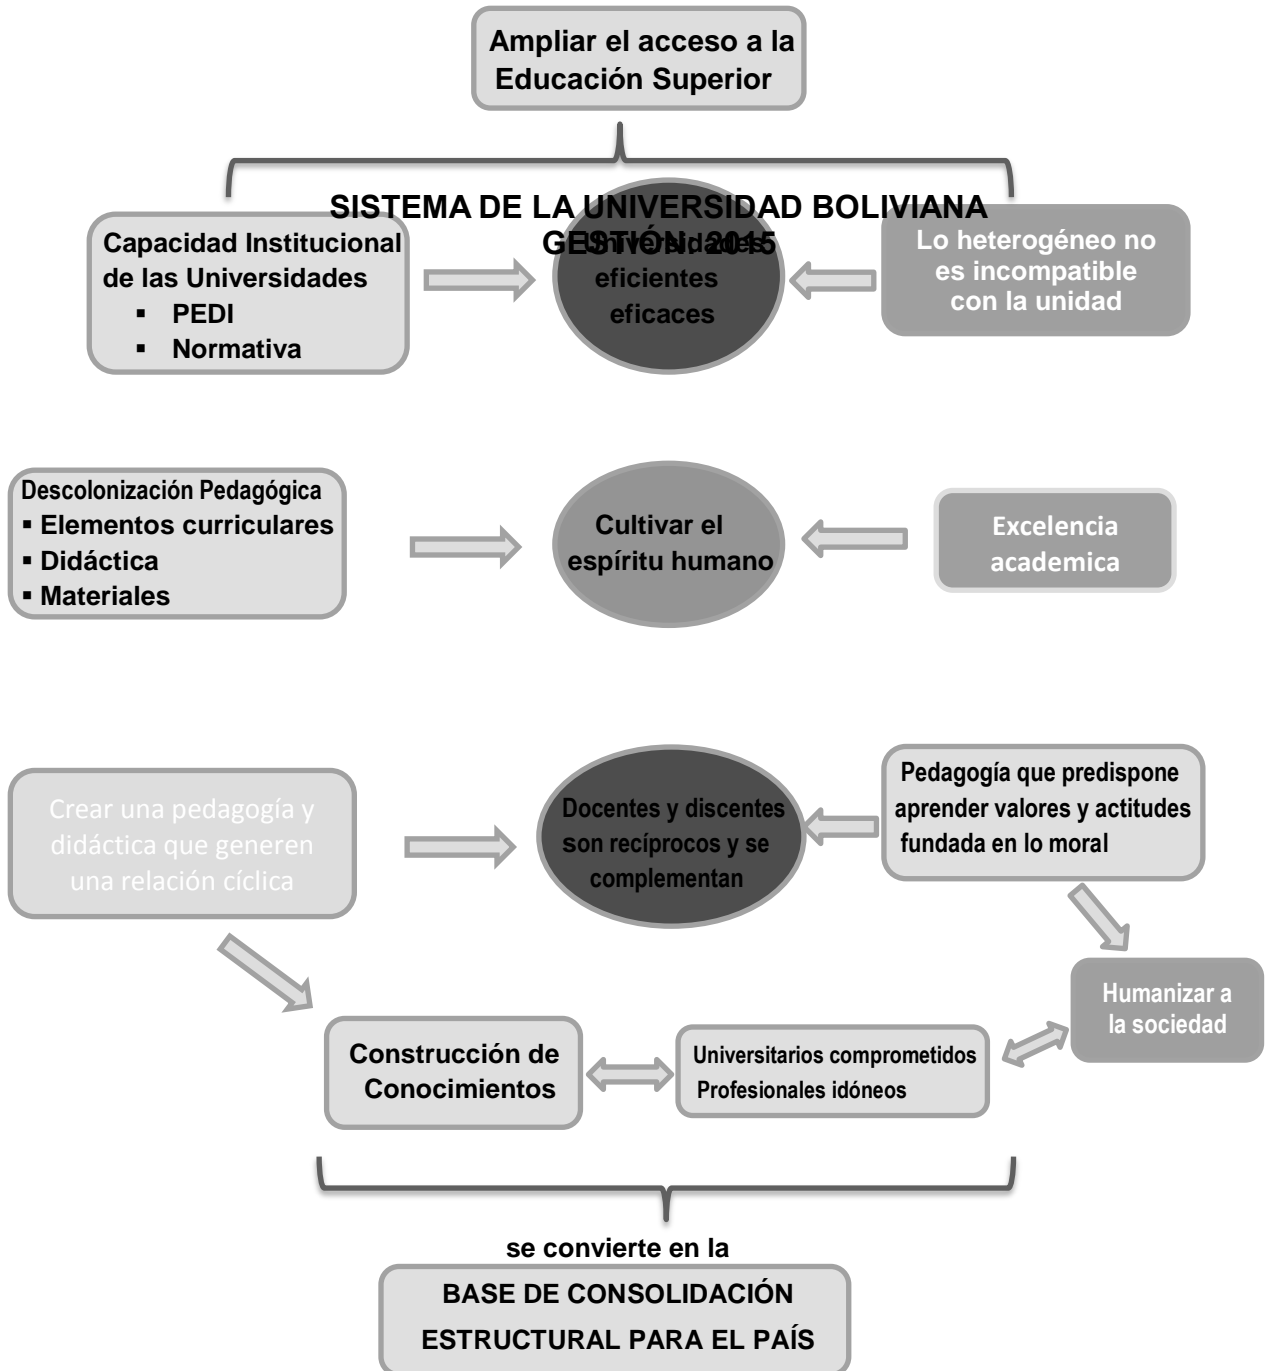 Ampliar el acceso a la
Educación Superior
SISTEMA DE LA UNIVERSIDAD BOLIVIANA
GESTIÓN: 2015
Capacidad Institucional
de las Universidades
▪ PEDI
▪ Normativa
Universidades
eficientes
eficaces
Lo heterogéneo no
es incompatible
con la unidad
Descolonización Pedagógica
▪ Elementos curriculares
▪ Didáctica
▪ Materiales
Cultivar el
espíritu humano
Excelencia
academica
Crear una pedagogía y
didáctica que generen
una relación cíclica
Docentes y discentes
son recíprocos y se
complementan
Pedagogía que predispone
aprender valores y actitudes
fundada en lo moral
Humanizar a
la sociedad
Construcción de
Conocimientos
Universitarios comprometidos
Profesionales idóneos
se convierte en la
BASE DE CONSOLIDACIÓN
ESTRUCTURAL PARA EL PAÍS